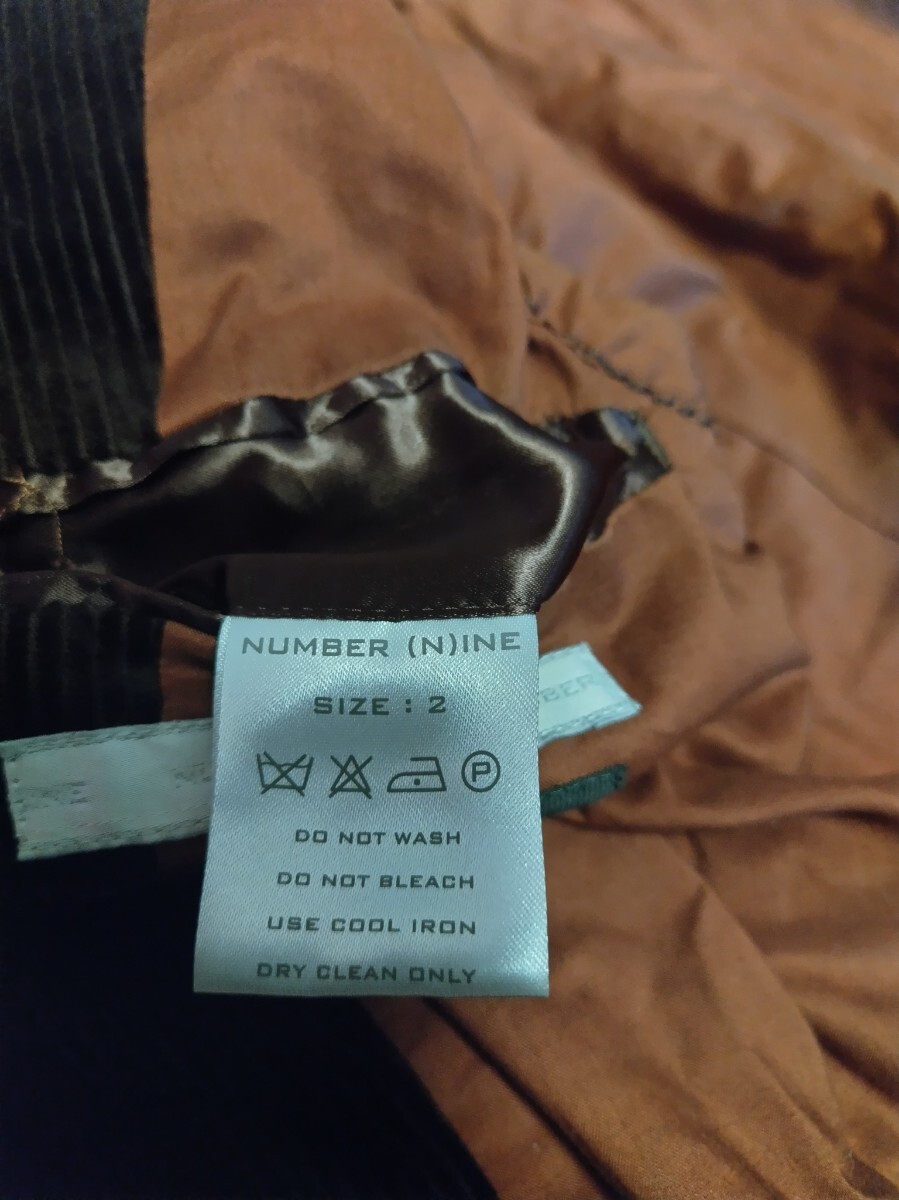 NUMBER (N)INE
SIZE : 2
P
DO NOT WASH
DO NOT BLEACH
USE COOL IRON
DRY CLEAN ONLY